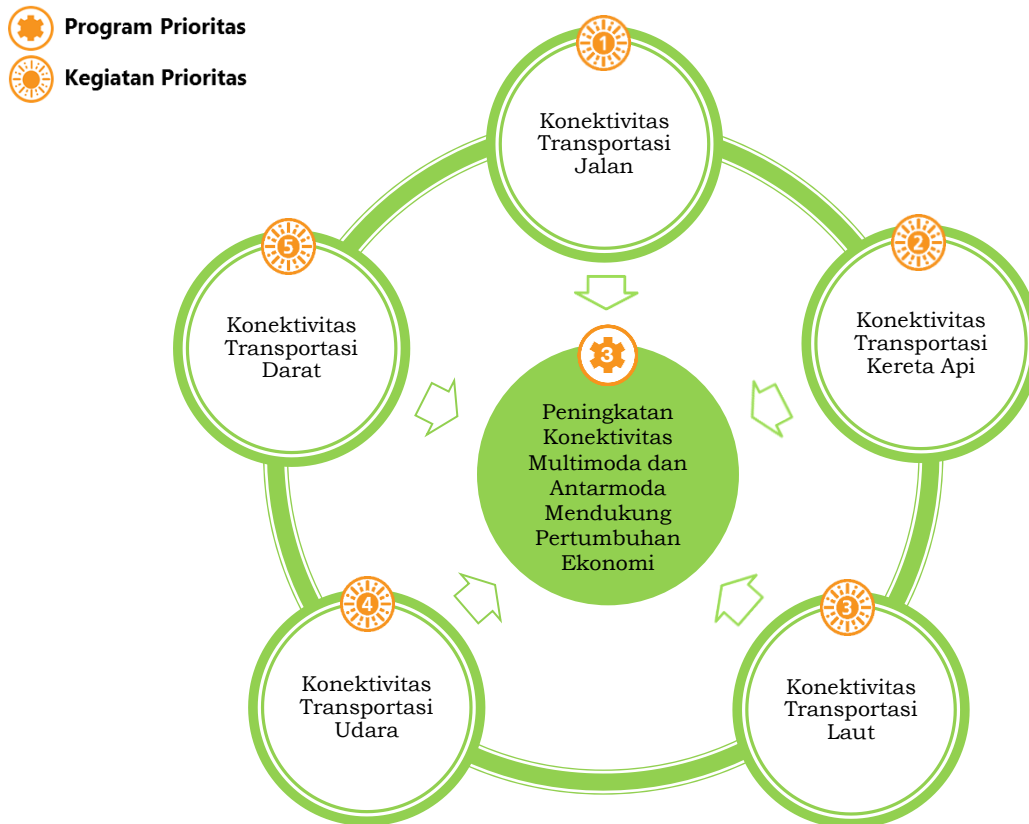 Program Prioritas
Kegiatan Prioritas
1
Konektivitas
Transportasi
Jalan
2
Konektivitas
Transportasi
Kereta Api
3
Konektivitas
Transportasi
Laut
4
Konektivitas
Transportasi
Udara
5
Konektivitas
Transportasi
Darat
3
Peningkatan
Konektivitas
Multimoda dan
Antarmoda
Mendukung
Pertumbuhan
Ekonomi